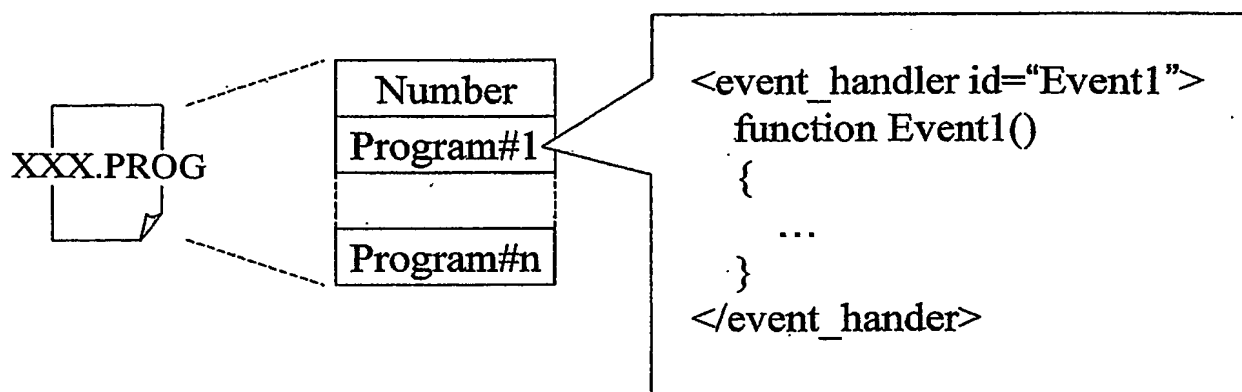 XXX.PROG
Number
Program#1
Program#n
<event_handler id=“Event1”>
function Event1()
{
...
}
</event_hander>